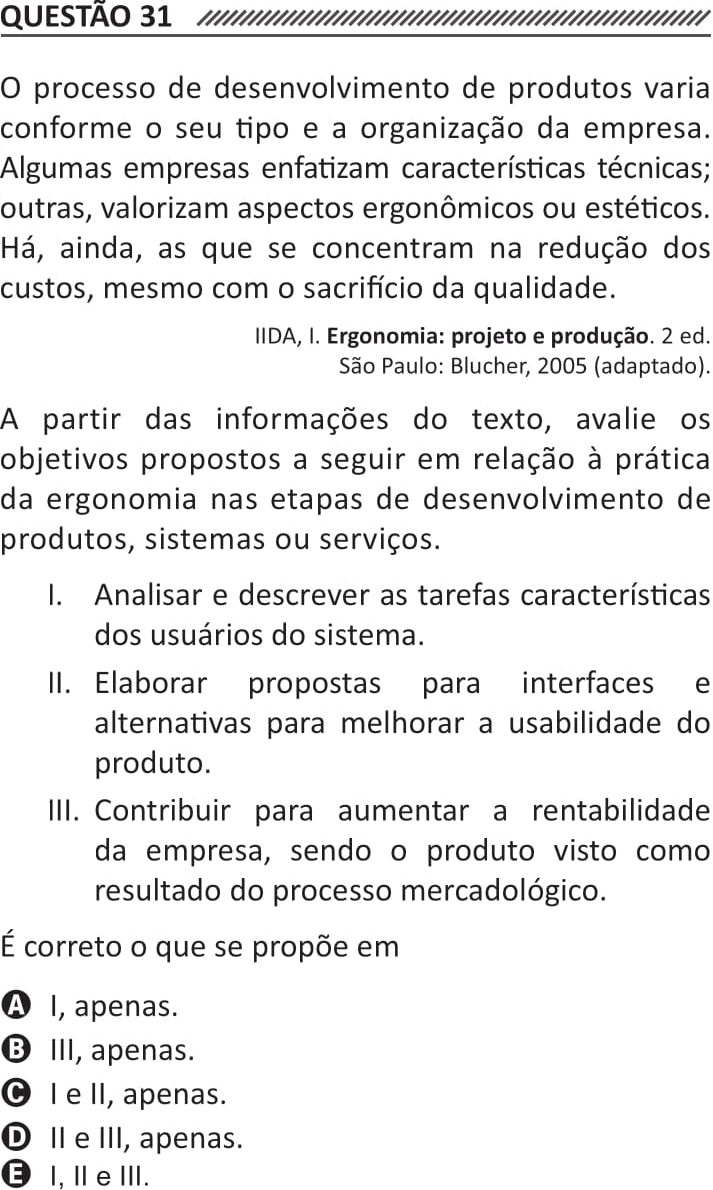 QUESTÃO 31
O processo de desenvolvimento de produtos varia
conforme o seu tipo e a organização da empresa.
Algumas empresas enfatizam características técnicas;
outras, valorizam aspectos ergonômicos ou estéticos.
Há, ainda, as que se concentram na redução dos
custos, mesmo com o sacrifício da qualidade.
IIDA, I. Ergonomia: projeto e produção. 2 ed.
São Paulo: Blucher, 2005 (adaptado).
A partir das informações do texto, avalie os
objetivos propostos a seguir em relação à prática
da ergonomia nas etapas de desenvolvimento de
produtos, sistemas ou serviços.
I. Analisar e descrever as tarefas características
dos usuários do sistema.
II. Elaborar propostas para interfaces e
alternativas para melhorar a usabilidade do
produto.
III. Contribuir para aumentar a rentabilidade
da empresa, sendo o produto visto como
resultado do processo mercadológico.
É correto o que se propõe em
A I, apenas.
B III, apenas.
C I e II, apenas.
D II e III, apenas.
E I, II e III.